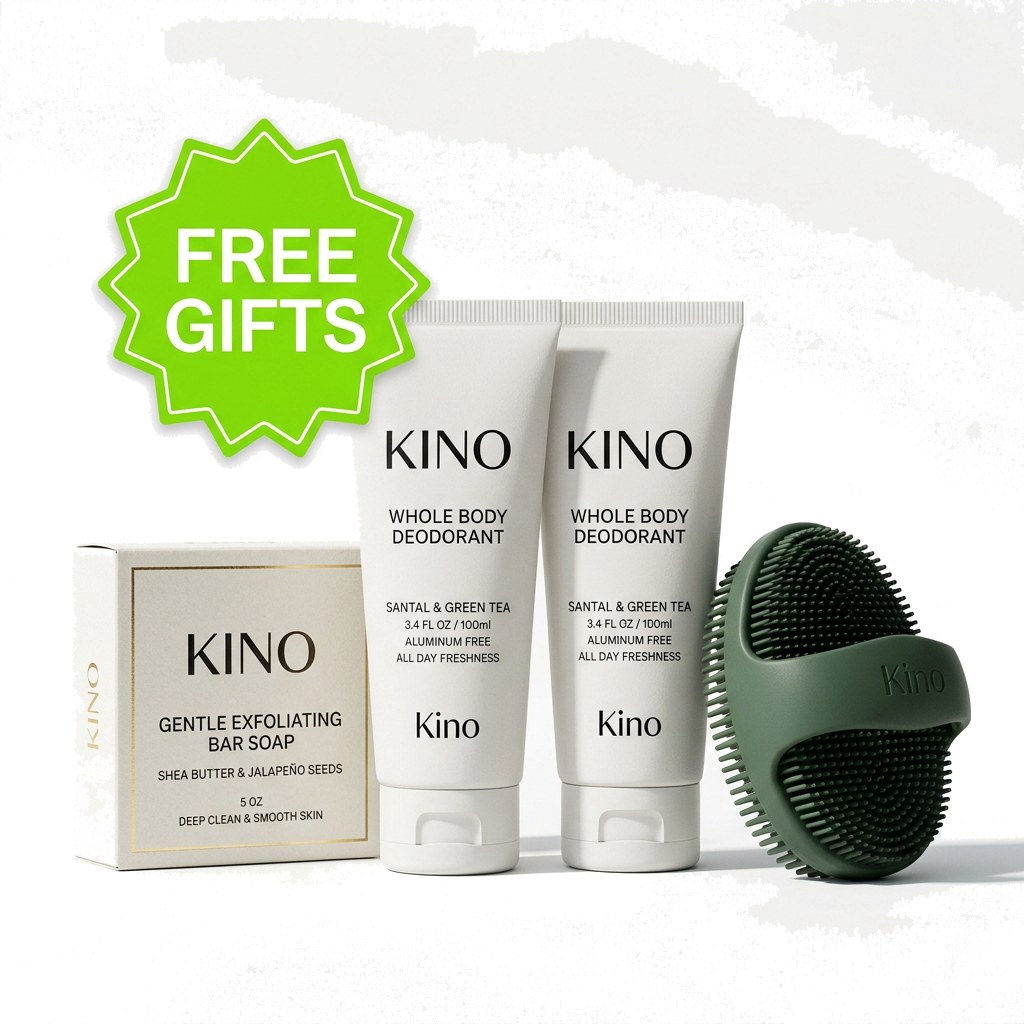 FREE
GIFTS
KINO
WHOLE BODY
DEODORANT
SANTAL & GREEN TEA
3.4 FL OZ / 100ml
ALUMINUM FREE
ALL DAY FRESHNESS
Kino
KINO
WHOLE BODY
DEODORANT
SANTAL & GREEN TEA
3.4 FL OZ / 100ml
ALUMINUM FREE
ALL DAY FRESHNESS
Kino
KINO
KINO
GENTLE EXFOLIATING
BAR SOAP
SHEA BUTTER & JALAPEÑO SEEDS
5 OZ
DEEP CLEAN & SMOOTH SKIN
Kino